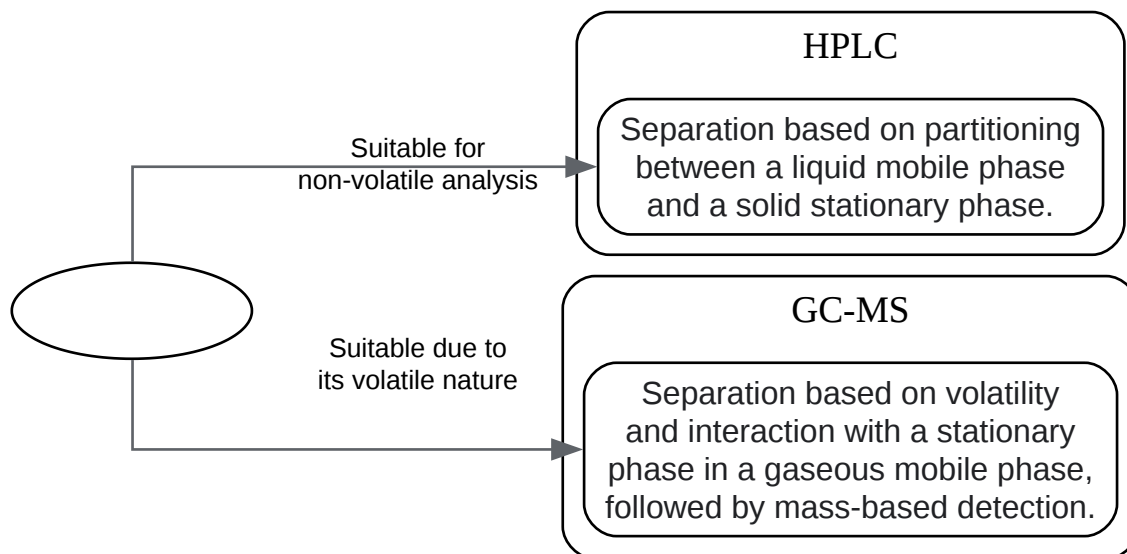 HPLC
Separation based on partitioning
between a liquid mobile phase
and a solid stationary phase.
Suitable for
non-volatile analysis
GC-MS
Suitable due to
its volatile nature
Separation based on volatility
and interaction with a stationary
phase in a gaseous mobile phase,
followed by mass-based detection.